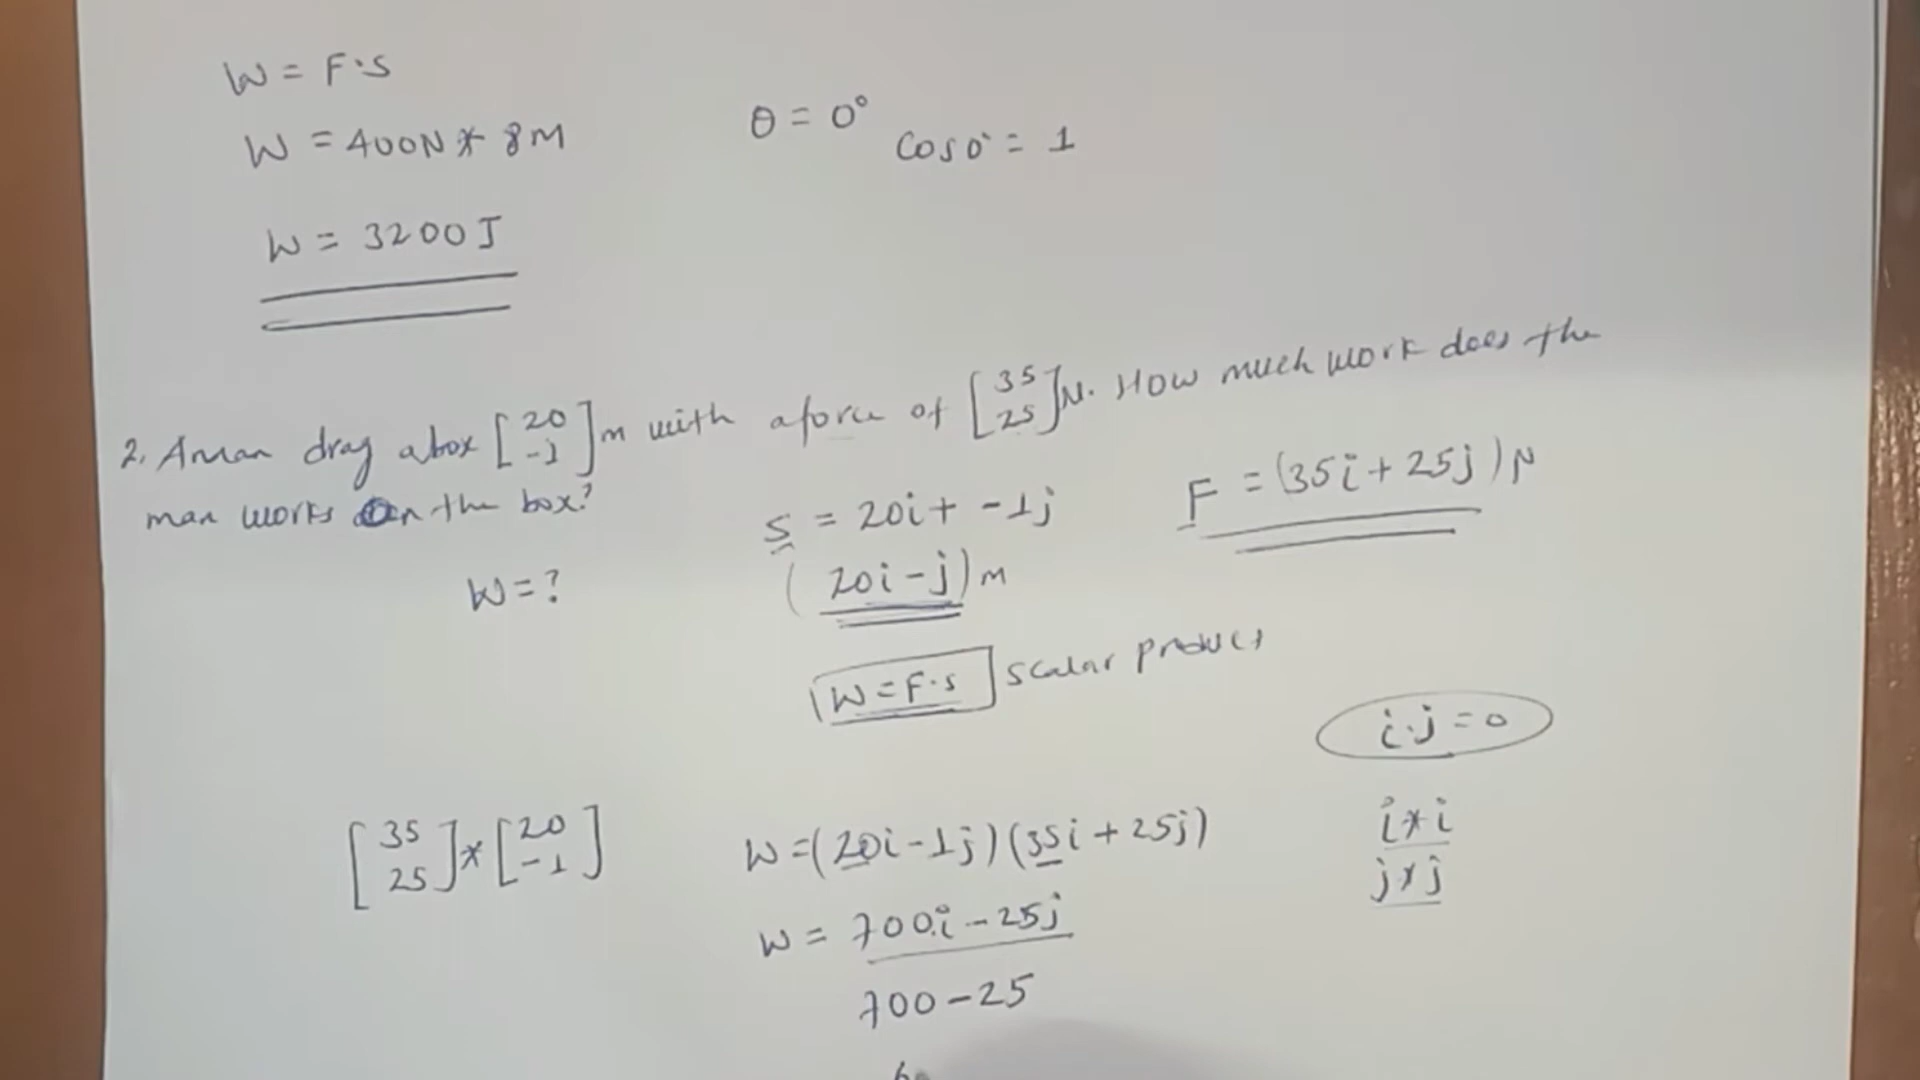 W = F·S
W = 400N * 8M
θ = 0°
Cos 0° = 1
W = 3200J
2. A man drag a box [20 -1] m with a force of [35 25] N. How much work does the
man works on the box?
S = 20i + -1j
F = (35i + 25j) N
W = ?
(20i - j) m
W = F·s scalar product
i·j = 0
[35 25] * [20 -1]
W = (20i - 1j)(35i + 25j)
i * i
j * j
W = 700i - 25j
700 - 25